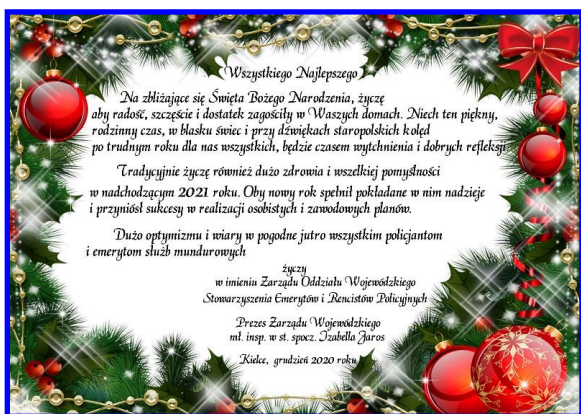 Wszystkiego Najlepszego
Na zbliżające się Święta Bożego Narodzenia, życzę
aby radość, szczęście i dostatek zagościły w Waszych domach. Niech ten piękny,
rodzinny czas, w blasku świec i przy dźwiękach staropolskich kolęd
po trudnym roku dla nas wszystkich, będzie czasem wytchnienia i dobrych refleksji
Tradycyjnie życzę również dużo zdrowia i wszelkiej pomyślności
w nadchodzącym 2021 roku. Oby nowy rok spełnił pokładane w nim nadzieje
i przyniósł sukcesy w realizacji osobistych i zawodowych planów.
Dużo optymizmu i wiary w pogodne jutro wszystkim policjantom
i emerytom służb mundurowych
życzy
w imieniu Zarządu Oddziału Wojewódzkiego
Stowarzyszenia Emerytów i Rencistów Policyjnych
Prezes Zarządu Wojewódzkiego
mł. insp. w st. spocz. Izabella Jaros
Kielce, grudzień 2020 roku